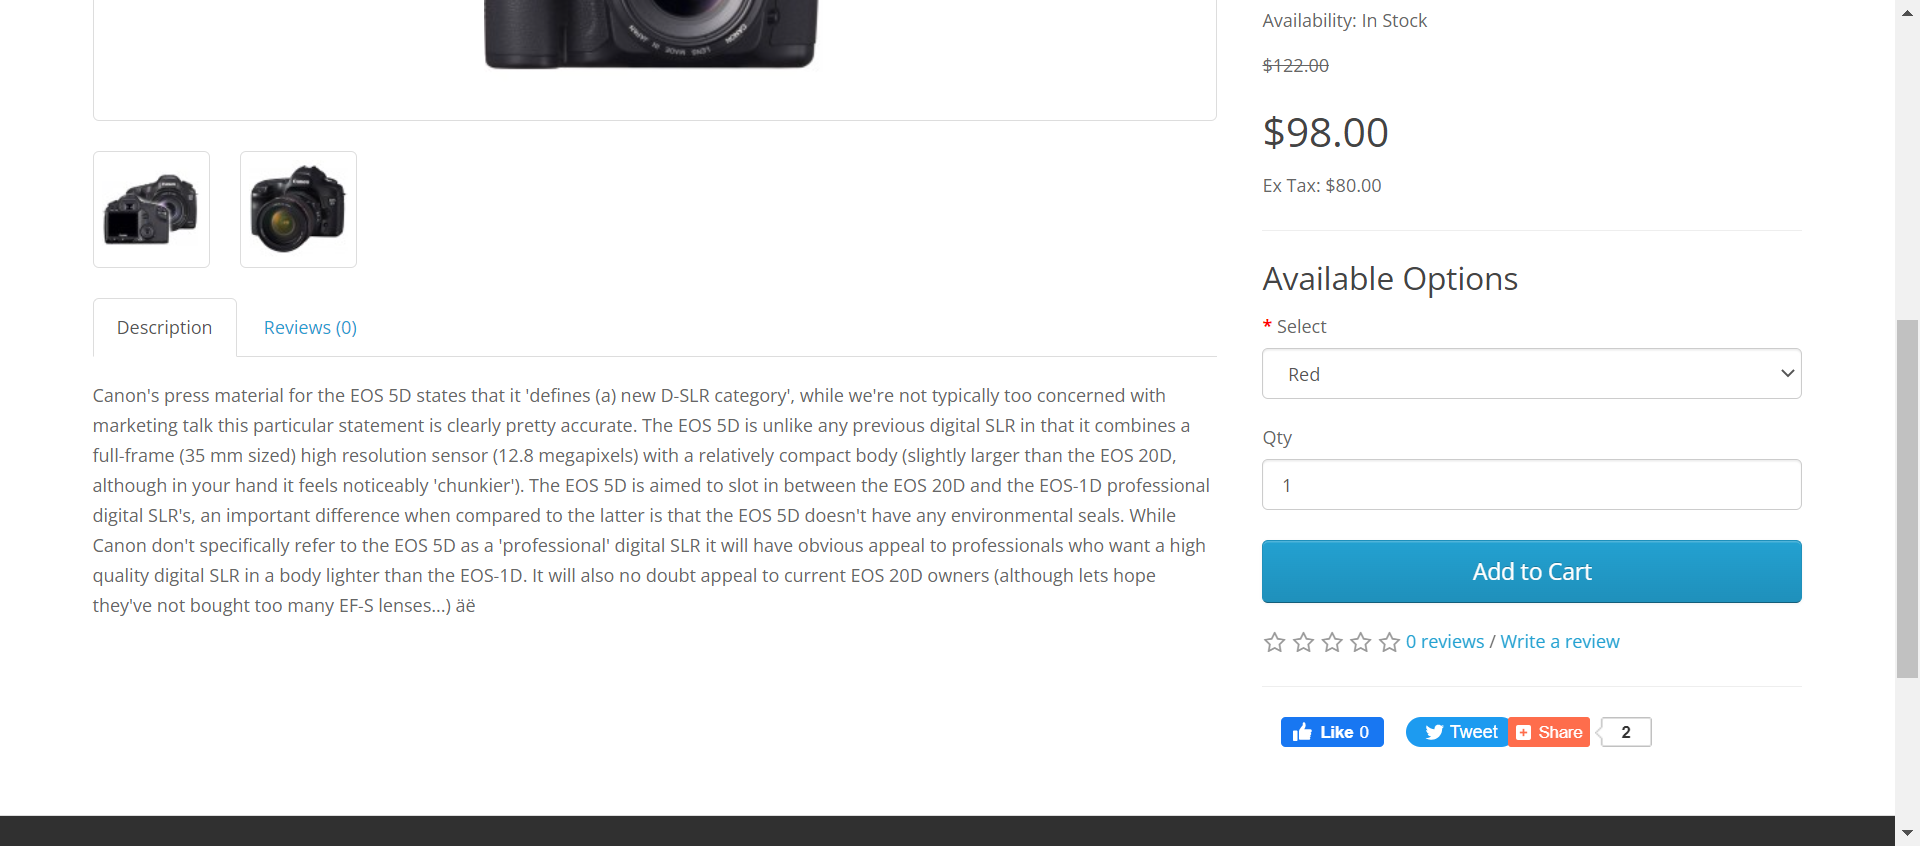 Availability: In Stock
$122.00
$98.00
Ex Tax: $80.00
Available Options
* Select
Red
Qty
1
Add to Cart
0 reviews / Write a review
Like 0
Tweet
Share
2
CANON
LENS MADE IN JAPAN
Canon
Canon
Description
Reviews (0)
Canon's press material for the EOS 5D states that it 'defines (a) new D-SLR category', while we're not typically too concerned with
marketing talk this particular statement is clearly pretty accurate. The EOS 5D is unlike any previous digital SLR in that it combines a
full-frame (35 mm sized) high resolution sensor (12.8 megapixels) with a relatively compact body (slightly larger than the EOS 20D,
although in your hand it feels noticeably 'chunkier'). The EOS 5D is aimed to slot in between the EOS 20D and the EOS-1D professional
digital SLR's, an important difference when compared to the latter is that the EOS 5D doesn't have any environmental seals. While
Canon don't specifically refer to the EOS 5D as a 'professional' digital SLR it will have obvious appeal to professionals who want a high
quality digital SLR in a body lighter than the EOS-1D. It will also no doubt appeal to current EOS 20D owners (although lets hope
they've not bought too many EF-S lenses...) äë